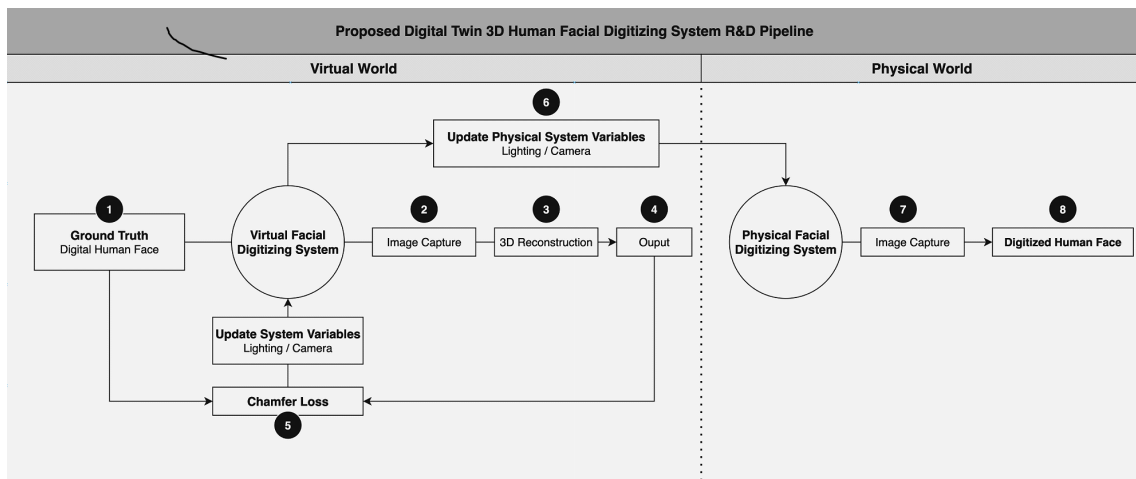 Proposed Digital Twin 3D Human Facial Digitizing System R&D Pipeline
Virtual World
Physical World
6
Update Physical System Variables
Lighting / Camera
1
Ground Truth
Digital Human Face
Virtual Facial
Digitizing System
2
Image Capture
3
3D Reconstruction
4
Ouput
Update System Variables
Lighting / Camera
Chamfer Loss
5
Physical Facial
Digitizing System
7
Image Capture
8
Digitized Human Face